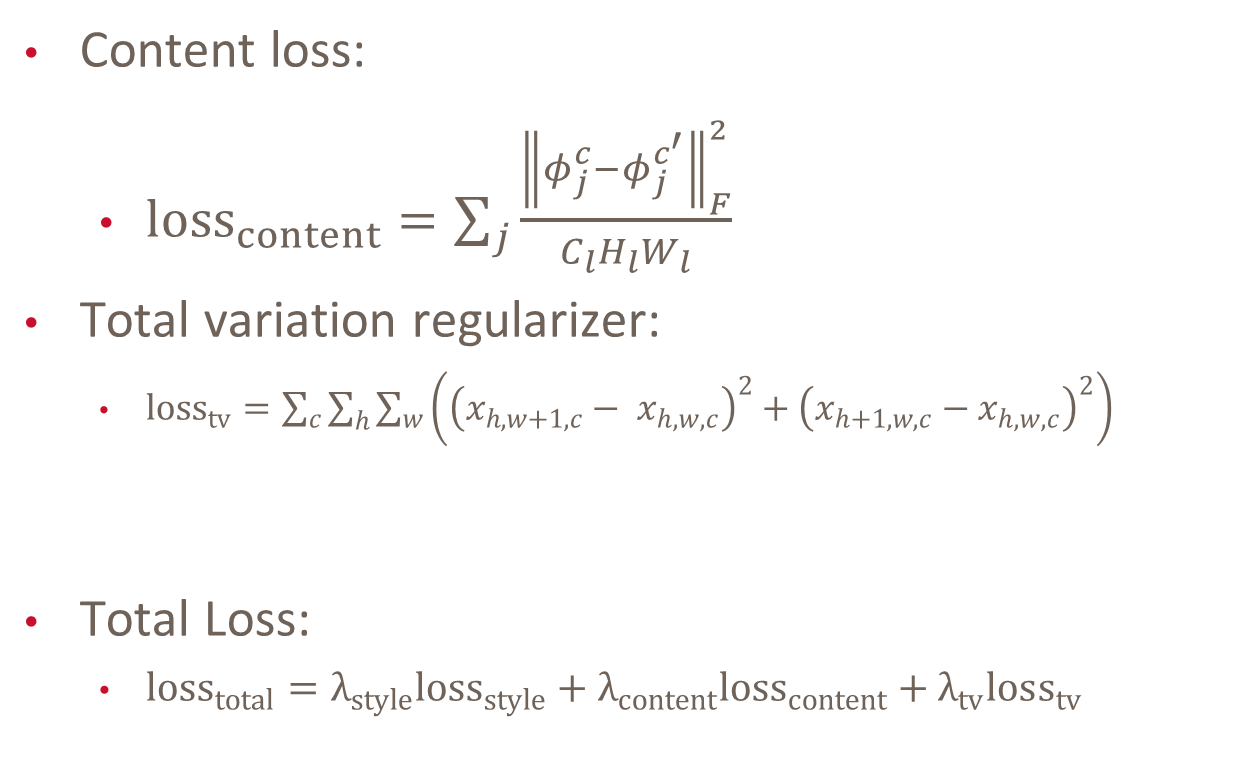 • Content loss:
• loss_content = ∑_j ‖ϕ_j^c − ϕ_j^c′‖_F^2 / C_l H_l W_l
• Total variation regularizer:
• loss_tv = ∑_c ∑_h ∑_w ((x_{h,w+1,c} − x_{h,w,c})^2 + (x_{h+1,w,c} − x_{h,w,c})^2)
• Total Loss:
• loss_total = λ_style loss_style + λ_content loss_content + λ_tv loss_tv